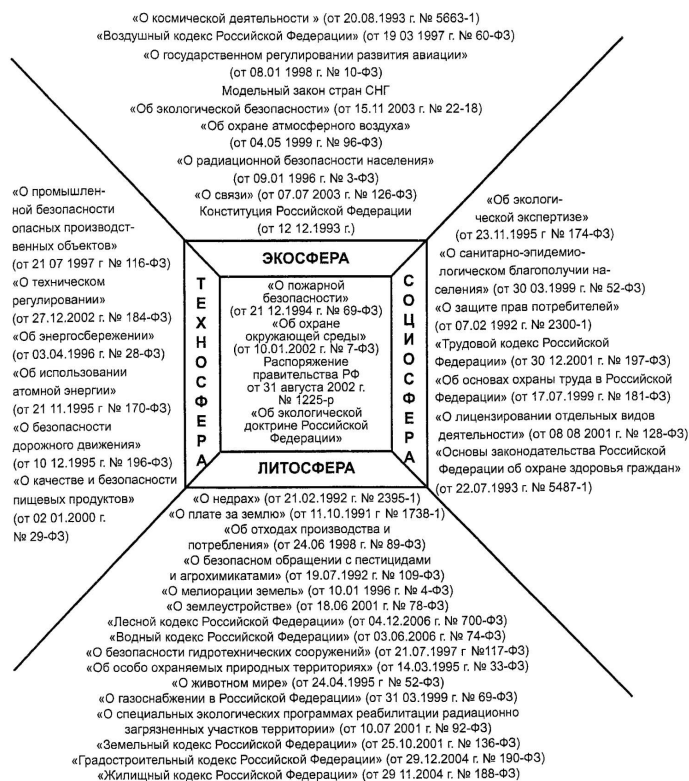 «О космической деятельности » (от 20.08.1993 г. № 5663-1)
«Воздушный кодекс Российской Федерации» (от 19 03 1997 г. № 60-ФЗ)
«О государственном регулировании развития авиации»
(от 08.01 1998 г. № 10-ФЗ)
Модельный закон стран СНГ
«Об экологической безопасности» (от 15.11 2003 г. № 22-18)
«Об охране атмосферного воздуха»
(от 04.05 1999 г. № 96-ФЗ)
«О радиационной безопасности населения»
(от 09.01 1996 г. № 3-ФЗ)
«О связи» (от 07.07 2003 г. № 126-ФЗ)
Конституция Российской Федерации
(от 12 12.1993 г.)
«О промышлен-
ной безопасности
опасных производст-
венных объектов»
(от 21 07 1997 г № 116-ФЗ)
«О техническом
регулировании»
(от 27.12.2002 г. № 184-ФЗ)
«Об энергосбережении»
(от 03.04.1996 г. № 28-ФЗ)
«Об использовании
атомной энергии»
(от 21 11.1995 г № 170-ФЗ)
«О безопасности
дорожного движения»
(от 10 12.1995 г. № 196-ФЗ)
«О качестве и безопасности
пищевых продуктов»
(от 02 01.2000 г.
№ 29-ФЗ)
ЭКОСФЕРА
ТЕХНОСФЕРА
«О пожарной
безопасности»
(от 21 12.1994 г. № 69-ФЗ)
«Об охране
окружающей среды»
(от 10.01.2002 г. № 7-ФЗ)
Распоряжение
правительства РФ
от 31 августа 2002 г.
№ 1225-р
«Об экологической
доктрине Российской
Федерации»
СОЦИОСФЕРА
ЛИТОСФЕРА
«Об экологи-
ческой экспертизе»
(от 23.11.1995 г № 174-ФЗ)
«О санитарно-эпидемио-
логическом благополучии на-
селения» (от 30 03.1999 г. № 52-ФЗ)
«О защите прав потребителей»
(от 07.02 1992 г. № 2300-1)
«Трудовой кодекс Российской
Федерации» (от 30 12.2001 г. № 197-ФЗ)
«Об основах охраны труда в Российской
Федерации» (от 17.07.1999 г. № 181-ФЗ)
«О лицензировании отдельных видов
деятельности» (от 08 08 2001 г. № 128-ФЗ)
«Основы законодательства Российской
Федерации об охране здоровья граждан»
(от 22.07.1993 г. № 5487-1)
«О недрах» (от 21.02.1992 г. № 2395-1)
«О плате за землю» (от 11.10.1991 г № 1738-1)
«Об отходах производства и
потребления» (от 24.06 1998 г. № 89-ФЗ)
«О безопасном обращении с пестицидами
и агрохимикатами» (от 19.07.1992 г. № 109-ФЗ)
«О мелиорации земель» (от 10.01 1996 г. № 4-ФЗ)
«О землеустройстве» (от 18.06 2001 г. № 78-ФЗ)
«Лесной кодекс Российской Федерации» (от 04.12.2006 г. № 700-ФЗ)
«Водный кодекс Российской Федерации» (от 03.06.2006 г. № 74-ФЗ)
«О безопасности гидротехнических сооружений» (от 21.07.1997 г №117-ФЗ)
«Об особо охраняемых природных территориях» (от 14.03.1995 г. № 33-ФЗ)
«О животном мире» (от 24.04.1995 г № 52-ФЗ)
«О газоснабжении в Российской Федерации» (от 31 03.1999 г. № 69-ФЗ)
«О специальных экологических программах реабилитации радиационно
загрязненных участков территории» (от 10.07 2001 г. № 92-ФЗ)
«Земельный кодекс Российской Федерации» (от 25.10.2001 г. № 136-ФЗ)
«Градостроительный кодекс Российской Федерации» (от 29.12.2004 г. № 190-ФЗ)
«Жилищный кодекс Российской Федерации» (от 29 11.2004 г. № 188-ФЗ)